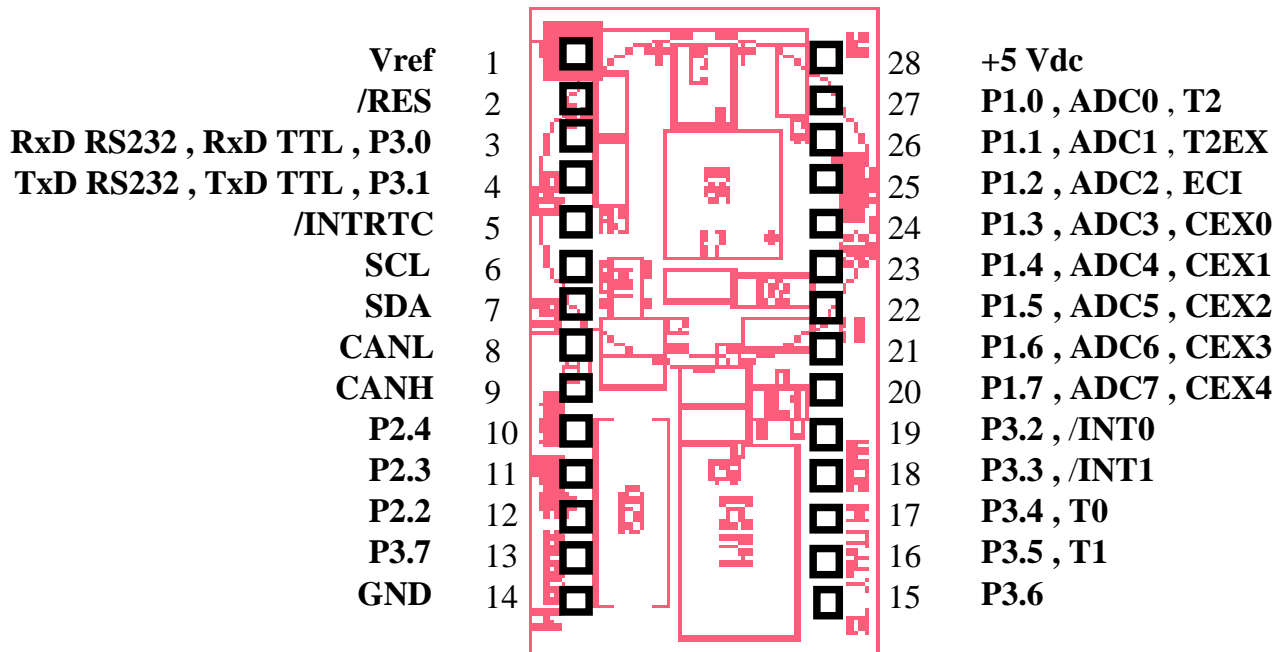 Vref 1 28 +5 Vdc
/RES 2 27 P1.0 , ADC0 , T2
RxD RS232 , RxD TTL , P3.0 3 26 P1.1 , ADC1 , T2EX
TxD RS232 , TxD TTL , P3.1 4 25 P1.2 , ADC2 , ECI
/INTRTC 5 24 P1.3 , ADC3 , CEX0
SCL 6 23 P1.4 , ADC4 , CEX1
SDA 7 22 P1.5 , ADC5 , CEX2
CANL 8 21 P1.6 , ADC6 , CEX3
CANH 9 20 P1.7 , ADC7 , CEX4
P2.4 10 19 P3.2 , /INT0
P2.3 11 18 P3.3 , /INT1
P2.2 12 17 P3.4 , T0
P3.7 13 16 P3.5 , T1
GND 14 15 P3.6